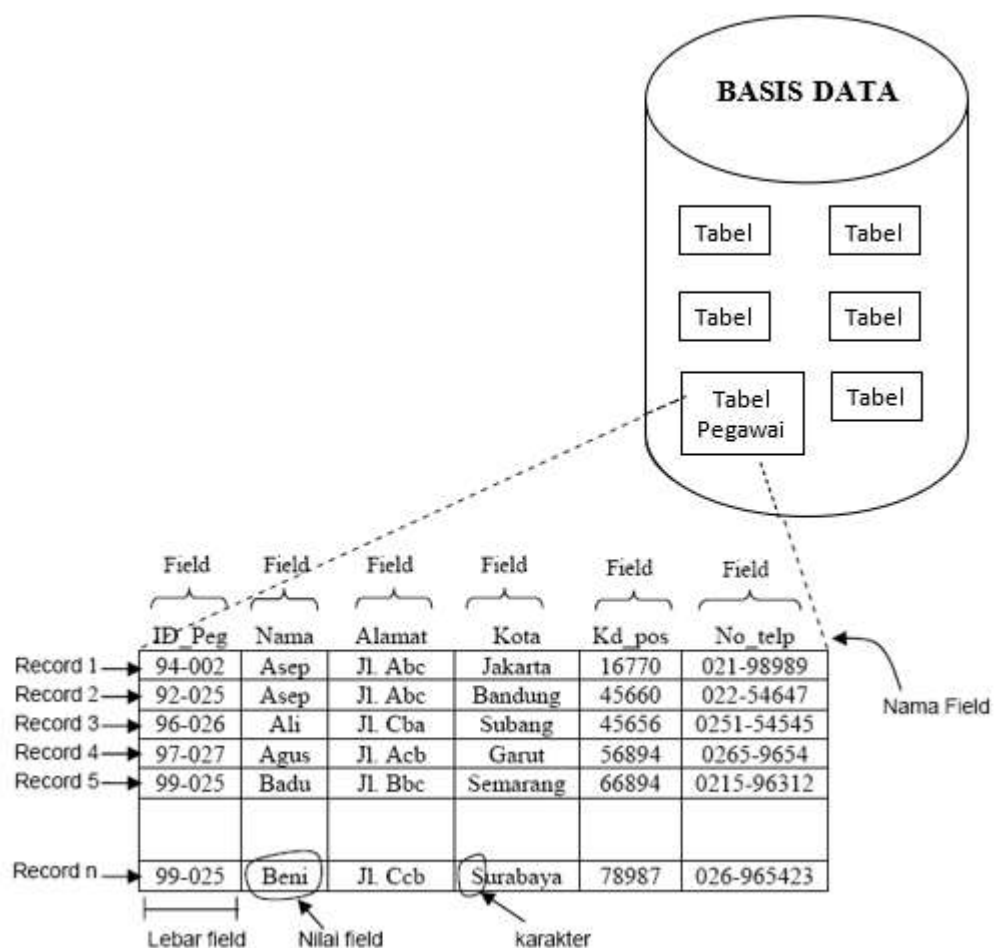 BASIS DATA
Tabel Tabel
Tabel Tabel
Tabel Pegawai Tabel
Field Field Field Field Field Field
ID_Peg Nama Alamat Kota Kd_pos No_telp
Record 1 94-002 Asep Jl. Abc Jakarta 16770 021-98989
Record 2 92-025 Asep Jl. Abc Bandung 45660 022-54647
Nama Field
Record 3 96-026 Ali Jl. Cba Subang 45656 0251-54545
Record 4 97-027 Agus Jl. Acb Garut 56894 0265-9654
Record 5 99-025 Badu Jl. Bbc Semarang 66894 0215-96312
Record n 99-025 Beni Jl. Ccb Surabaya 78987 026-965423
Lebar field Nilai field karakter